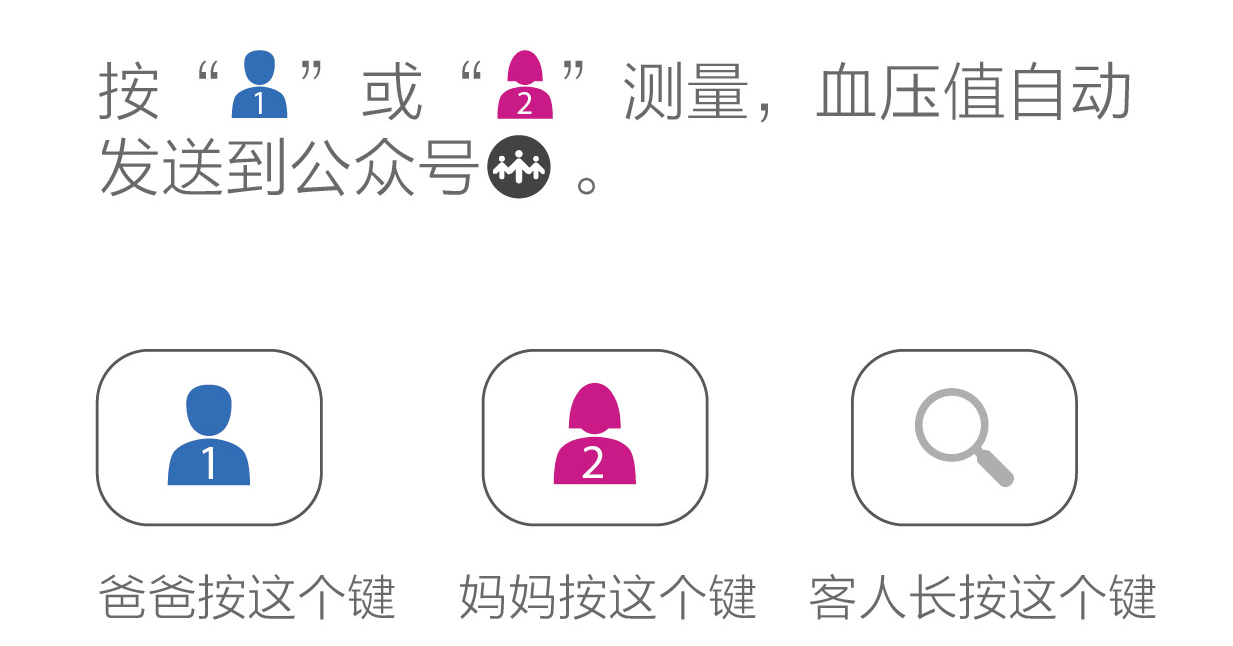 按“1”或“2”测量，血压值自动
发送到公众号。
1
2
爸爸按这个键
妈妈按这个键
客人长按这个键